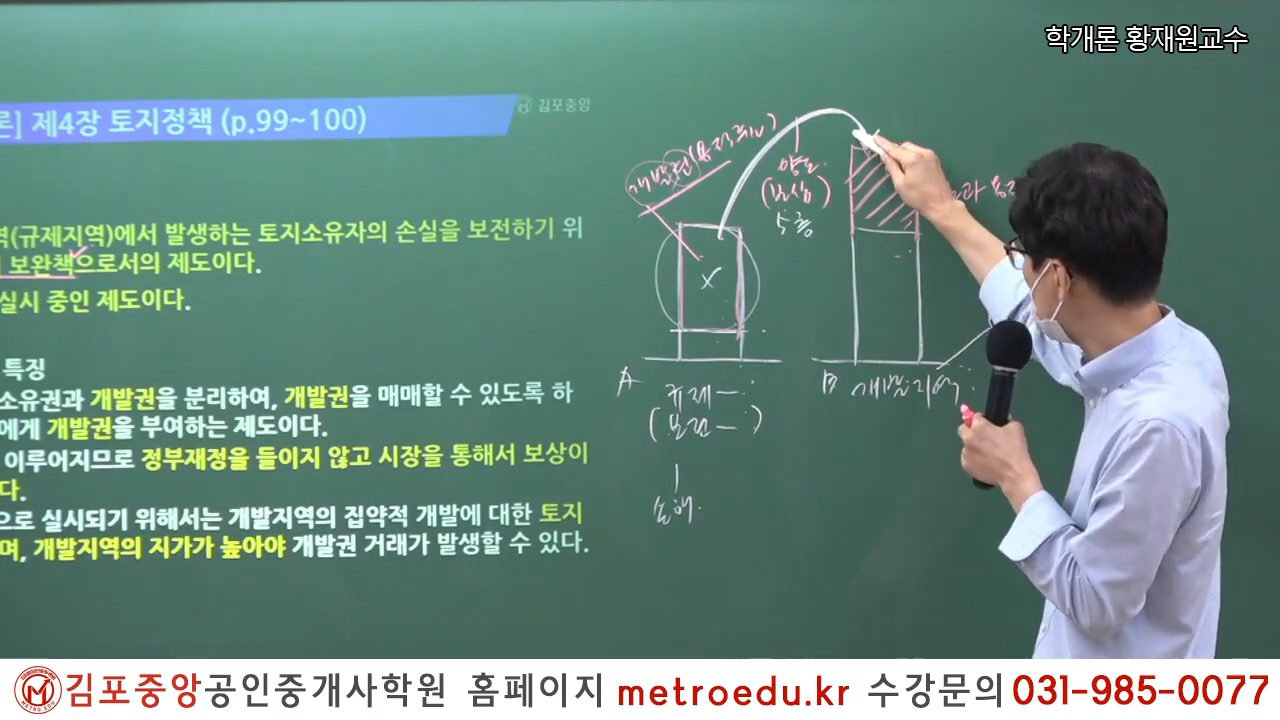 학개론 황재원교수
김포중앙
론] 제4장 토지정책 (p.99~100)
역(규제지역)에서 발생하는 토지소유자의 손실을 보전하기 위
보완책으로서의 제도이다.
실시 중인 제도이다.
특징
소유권과 개발권을 분리하여, 개발권을 매매할 수 있도록 하
에게 개발권을 부여하는 제도이다.
이루어지므로 정부재정을 들이지 않고 시장을 통해서 보상이
다.
으로 실시되기 위해서는 개발지역의 집약적 개발에 대한 토지
며, 개발지역의 지가가 높아야 개발권 거래가 발생할 수 있다.
개발권
양도
5층
X
A
규제
B 개발지역
METRO EDU
김포중앙공인중개사학원 홈페이지 metroedu.kr 수강문의 031-985-0077